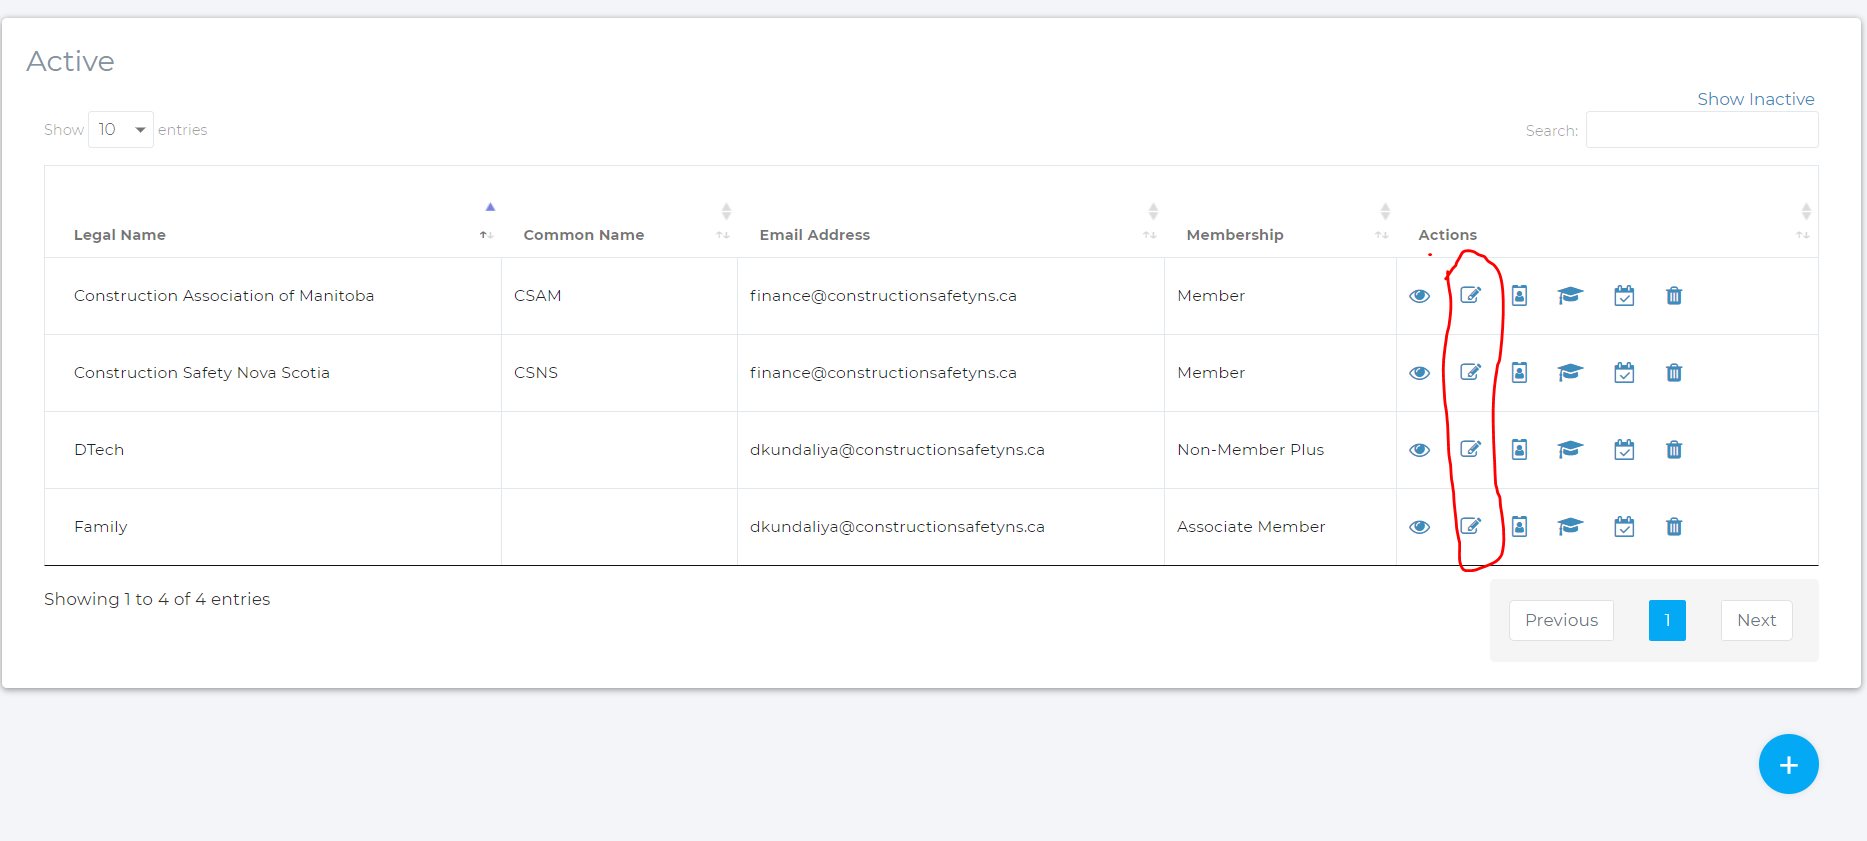 Active
Show Inactive
Show 10 entries
Search:
Legal Name Common Name Email Address Membership Actions
Construction Association of Manitoba CSAM finance@constructionsafetyns.ca Member
Construction Safety Nova Scotia CSNS finance@constructionsafetyns.ca Member
DTech dkundaliya@constructionsafetyns.ca Non-Member Plus
Family dkundaliya@constructionsafetyns.ca Associate Member
Showing 1 to 4 of 4 entries
Previous 1 Next